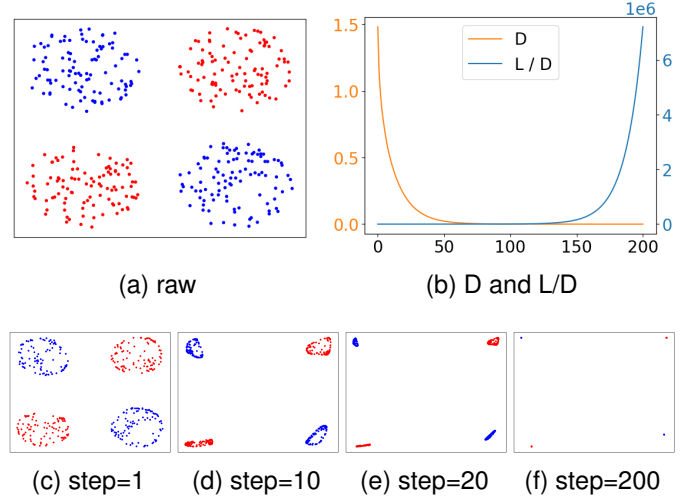 1e6
1.5
1.0
0.5
0.0
D
L / D
6
4
2
0
0
50
100
150
200
(a) raw
(b) D and L/D
(c) step=1
(d) step=10
(e) step=20
(f) step=200